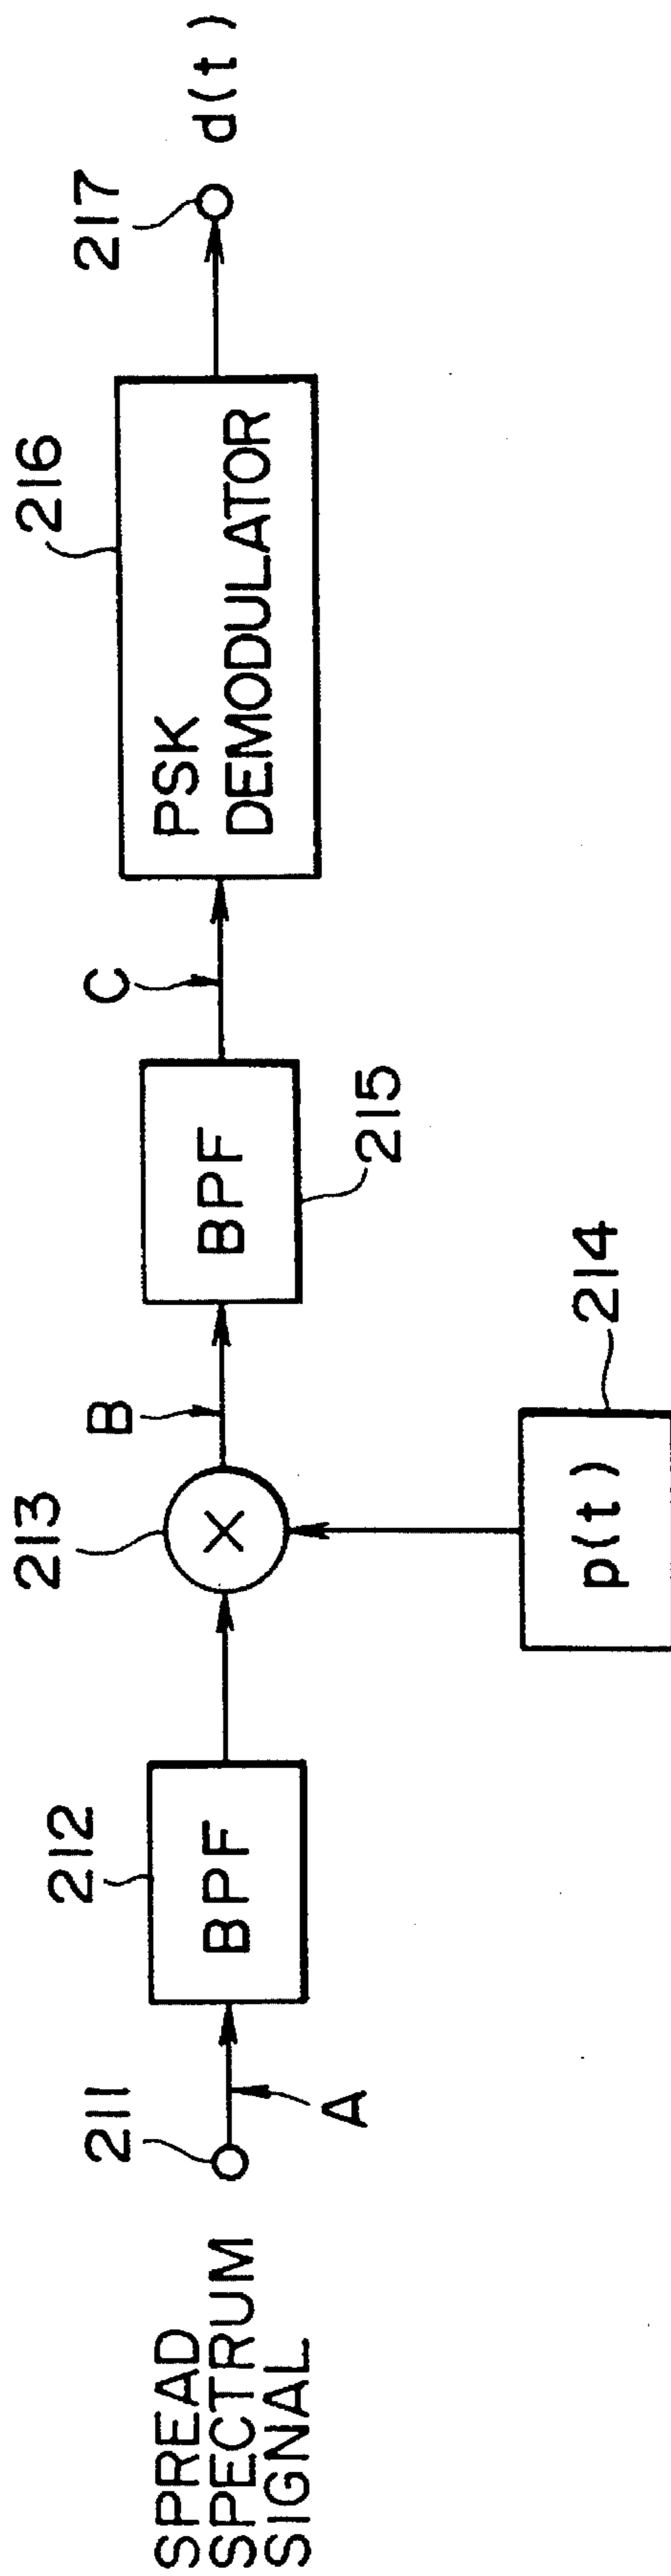 SPREAD
SPECTRUM
SIGNAL
211
A
212
BPF
213
×
p(t)
214
B
BPF
215
C
216
PSK
DEMODULATOR
217
d(t)